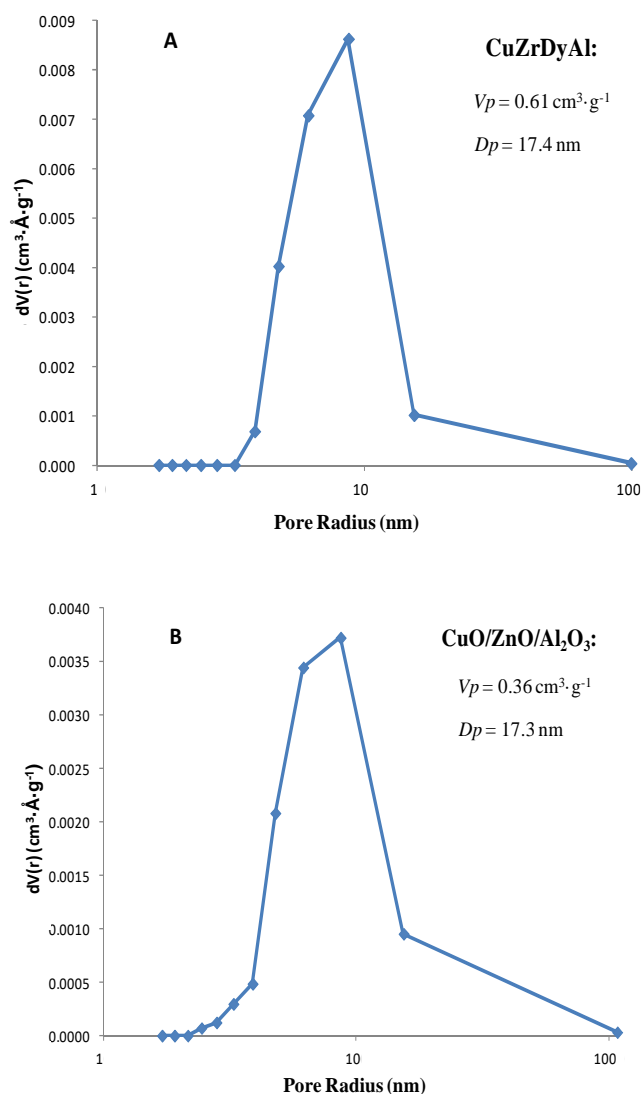 A
CuZrDyAl:
Vp = 0.61 cm³·g⁻¹
Dp = 17.4 nm
dV(r) (cm³·Å·g⁻¹)
0.009
0.008
0.007
0.006
0.005
0.004
0.003
0.002
0.001
0.000
1 10 100
Pore Radius (nm)
B
CuO/ZnO/Al₂O₃:
Vp = 0.36 cm³·g⁻¹
Dp = 17.3 nm
dV(r) (cm³·Å·g⁻¹)
0.0040
0.0035
0.0030
0.0025
0.0020
0.0015
0.0010
0.0005
0.0000
1 10 100
Pore Radius (nm)